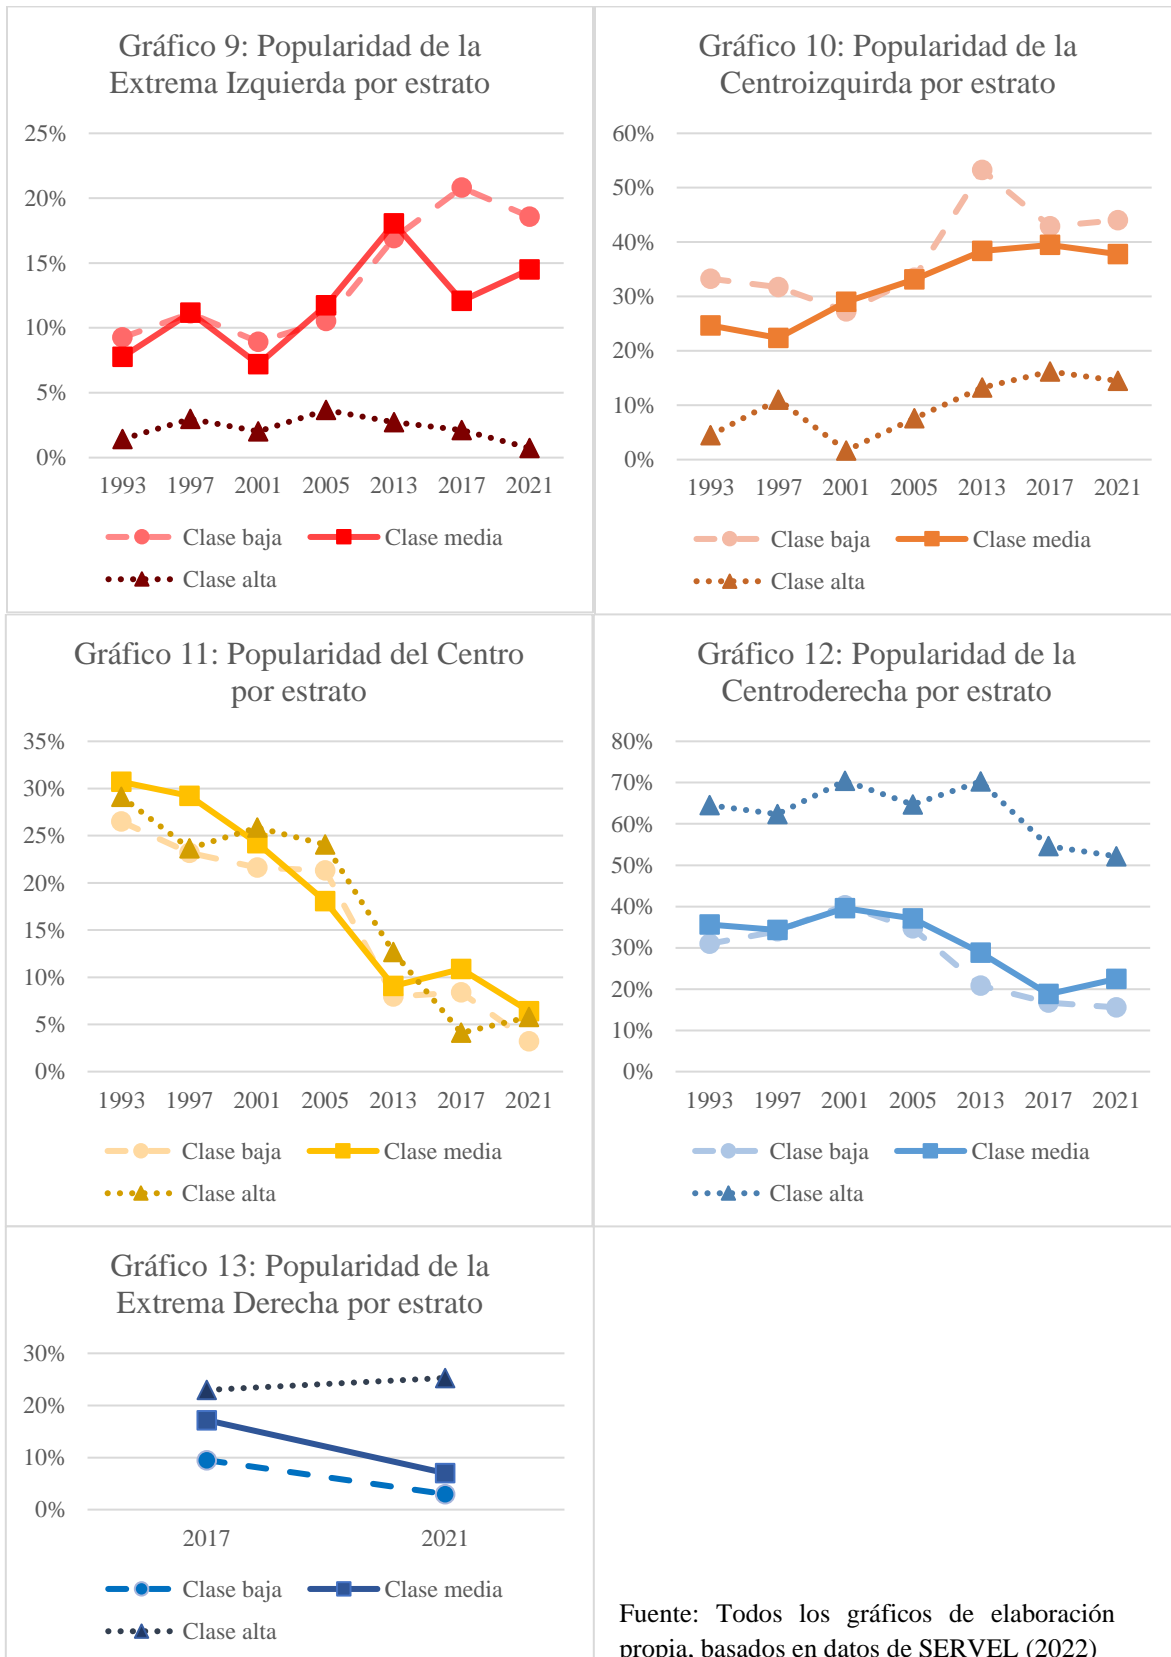 Gráfico 9: Popularidad de la
Extrema Izquierda por estrato
25%
20%
15%
10%
5%
0%
1993 1997 2001 2005 2013 2017 2021
Clase baja Clase media
Clase alta
Gráfico 10: Popularidad de la
Centroizquirda por estrato
60%
50%
40%
30%
20%
10%
0%
1993 1997 2001 2005 2013 2017 2021
Clase baja Clase media
Clase alta
Gráfico 11: Popularidad del Centro
por estrato
35%
30%
25%
20%
15%
10%
5%
0%
1993 1997 2001 2005 2013 2017 2021
Clase baja Clase media
Clase alta
Gráfico 12: Popularidad de la
Centroderecha por estrato
80%
70%
60%
50%
40%
30%
20%
10%
0%
1993 1997 2001 2005 2013 2017 2021
Clase baja Clase media
Clase alta
Gráfico 13: Popularidad de la
Extrema Derecha por estrato
30%
20%
10%
0%
2017 2021
Clase baja Clase media
Clase alta
Fuente: Todos los gráficos de elaboración
propia, basados en datos de SERVEL (2022)